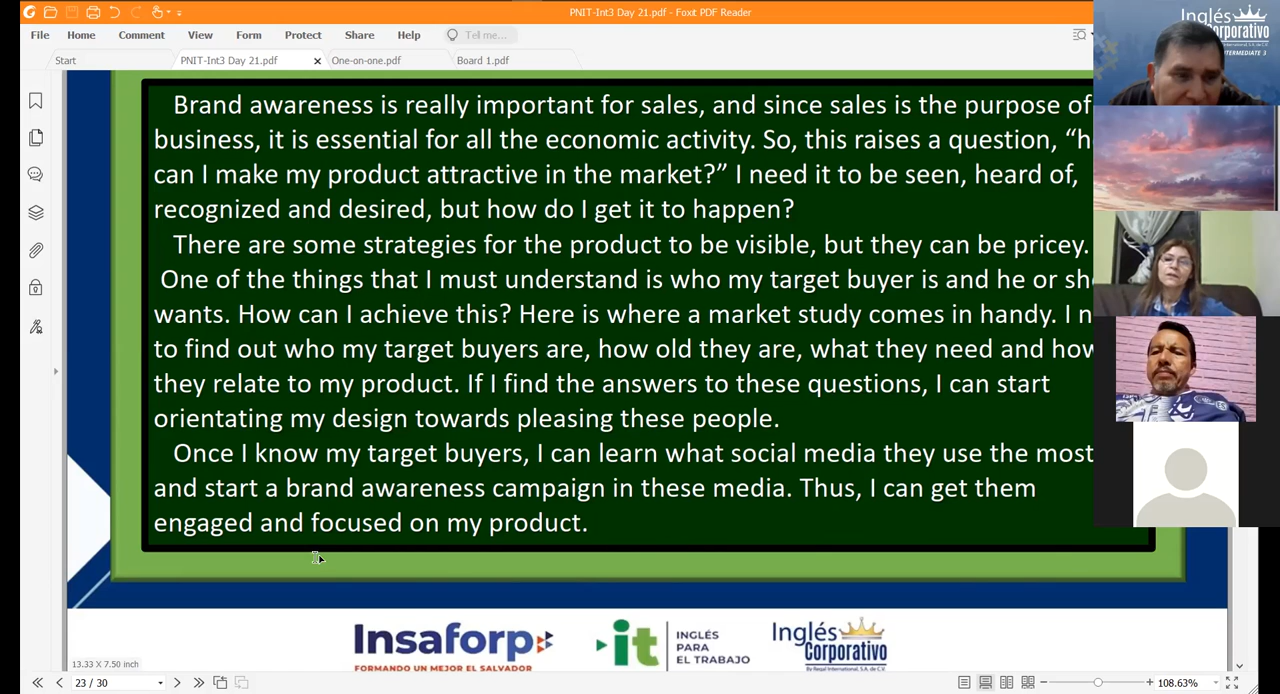 PNIT-Int3 Day 21.pdf - Foxit PDF Reader
File Home Comment View Form Protect Share Help Tell me...
Start PNIT-Int3 Day 21.pdf One-on-one.pdf Board 1.pdf
Inglés
Corporativo
By Regal International, S.A. de C.V.
INTERMEDIATE 3
Brand awareness is really important for sales, and since sales is the purpose of
business, it is essential for all the economic activity. So, this raises a question, “h
can I make my product attractive in the market?” I need it to be seen, heard of,
recognized and desired, but how do I get it to happen?
There are some strategies for the product to be visible, but they can be pricey.
One of the things that I must understand is who my target buyer is and he or sh
wants. How can I achieve this? Here is where a market study comes in handy. I n
to find out who my target buyers are, how old they are, what they need and how
they relate to my product. If I find the answers to these questions, I can start
orientating my design towards pleasing these people.
Once I know my target buyers, I can learn what social media they use the most
and start a brand awareness campaign in these media. Thus, I can get them
engaged and focused on my product.
Insaforp
FORMANDO UN MEJOR EL SALVADOR
it
INGLÉS
PARA
EL TRABAJO
Inglés
Corporativo
By Regal International, S.A. de C.V.
13.33 X 7.50 inch
23 / 30
108.63%